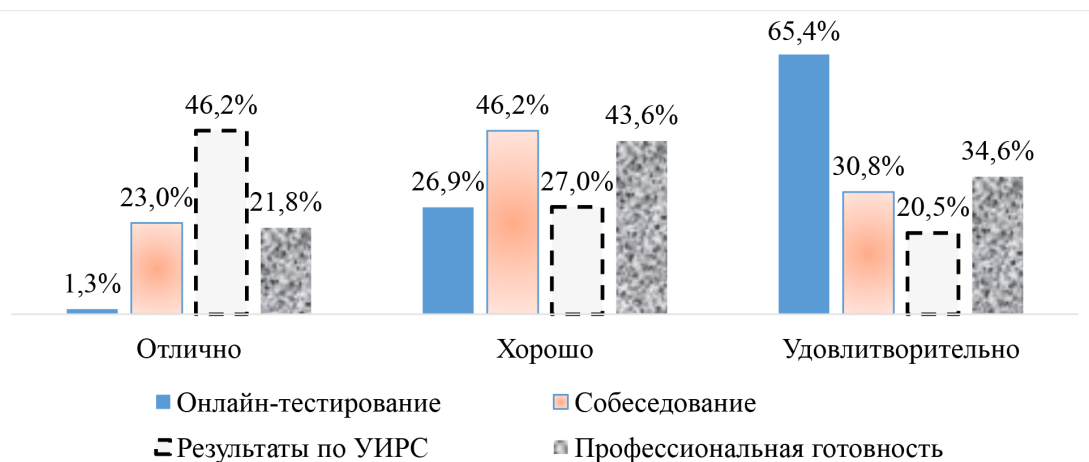 65,4%
46,2% 46,2% 43,6%
23,0% 21,8% 26,9% 27,0% 30,8% 20,5% 34,6%
1,3%
Отлично Хорошо Удовлитворительно
Онлайн-тестирование Собеседование
Результаты по УИРС Профессиональная готовность